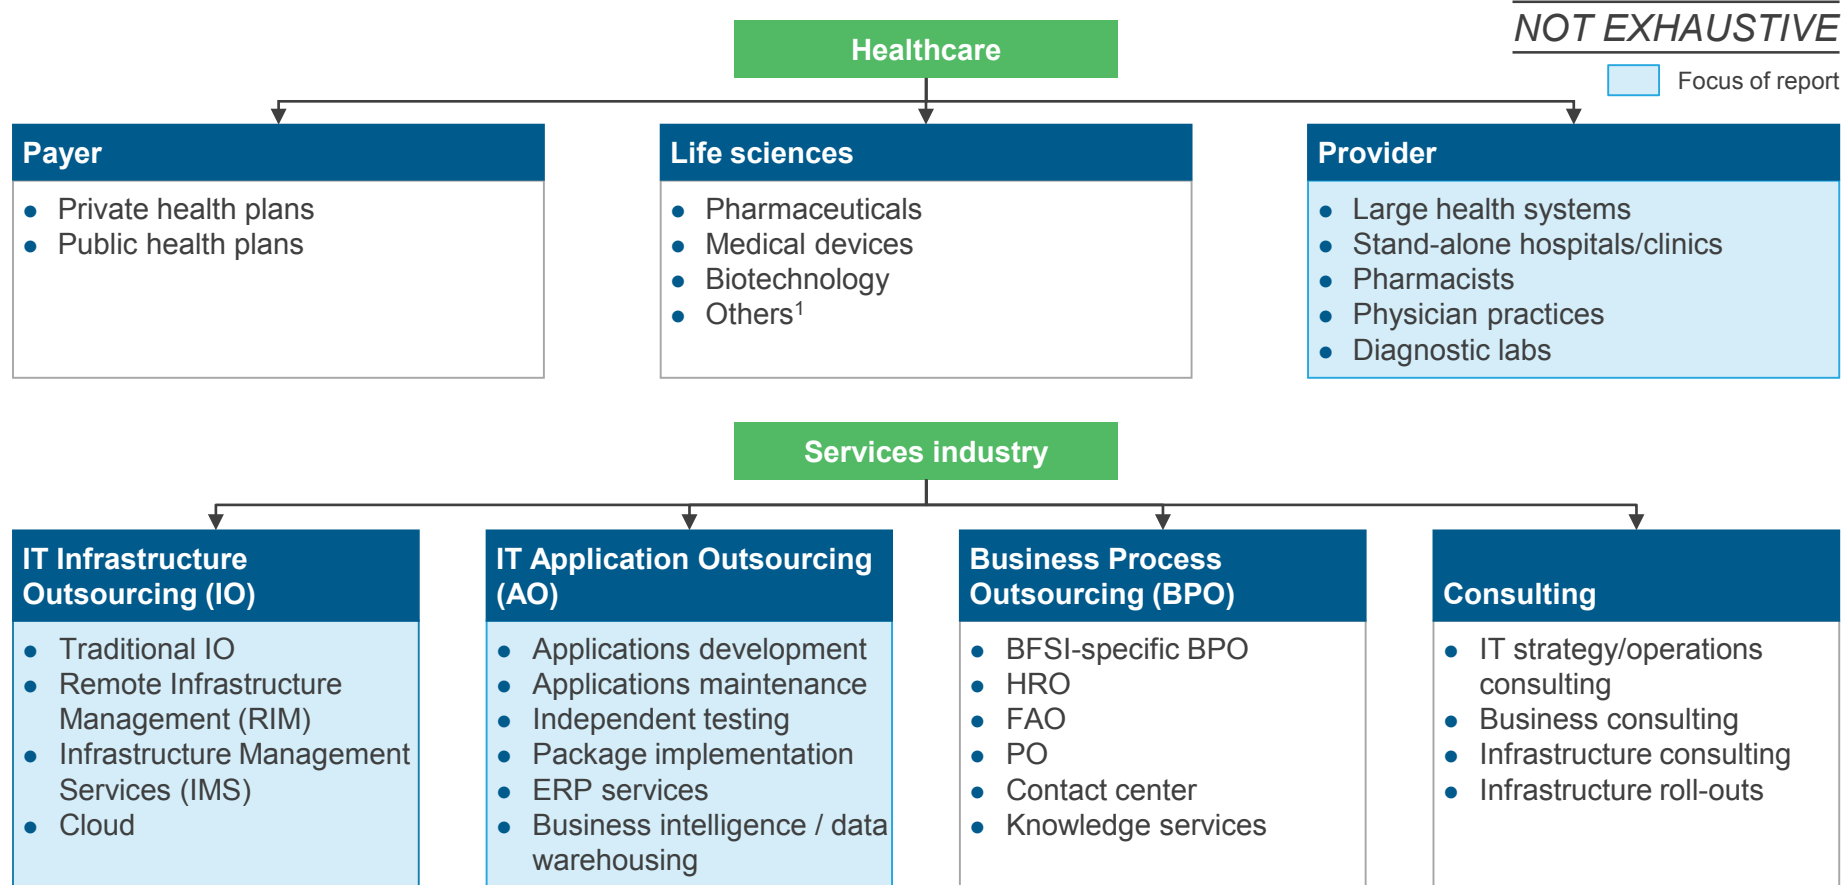 NOT EXHAUSTIVE
Focus of report
Healthcare
Payer
● Private health plans
● Public health plans
Life sciences
● Pharmaceuticals
● Medical devices
● Biotechnology
● Others¹
Provider
● Large health systems
● Stand-alone hospitals/clinics
● Pharmacists
● Physician practices
● Diagnostic labs
Services industry
IT Infrastructure
Outsourcing (IO)
● Traditional IO
● Remote Infrastructure
Management (RIM)
● Infrastructure Management
Services (IMS)
● Cloud
IT Application Outsourcing
(AO)
● Applications development
● Applications maintenance
● Independent testing
● Package implementation
● ERP services
● Business intelligence / data
warehousing
Business Process
Outsourcing (BPO)
● BFSI-specific BPO
● HRO
● FAO
● PO
● Contact center
● Knowledge services
Consulting
● IT strategy/operations
consulting
● Business consulting
● Infrastructure consulting
● Infrastructure roll-outs